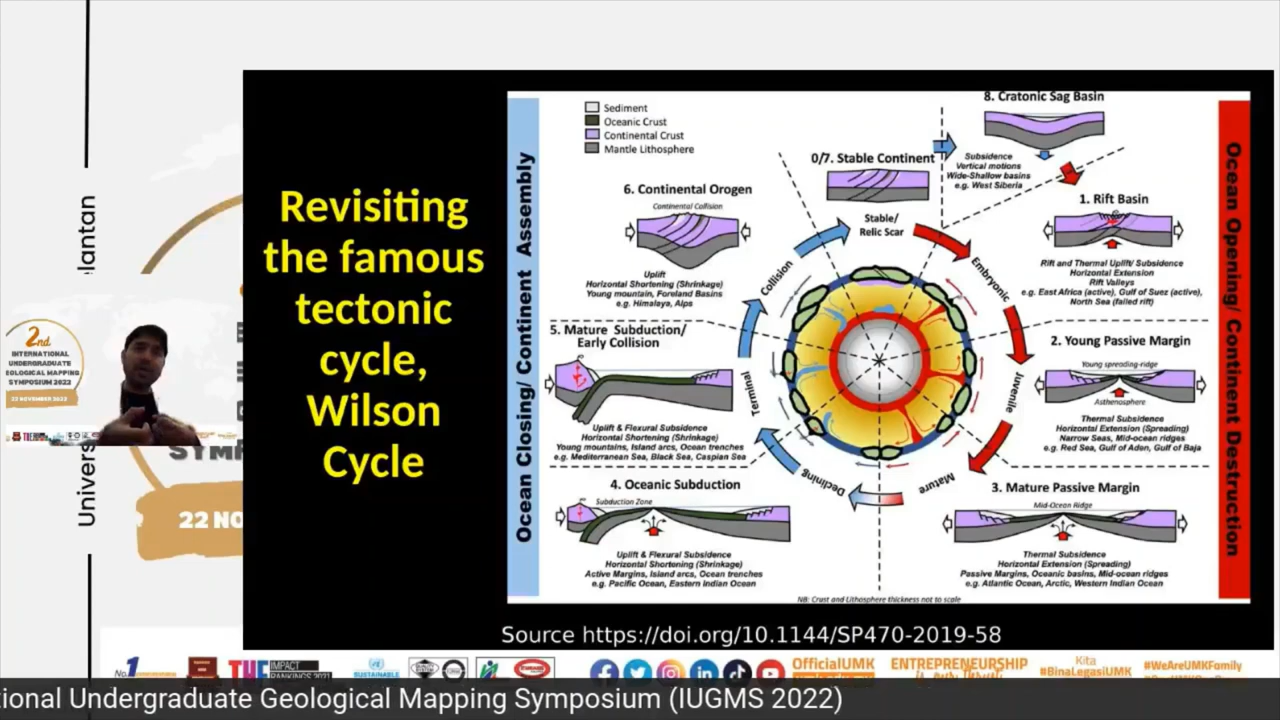 Revisiting
the famous
tectonic
cycle,
Wilson
Cycle
Ocean Closing/ Continent Assembly
Ocean Opening/ Continent Destruction
Sediment
Oceanic Crust
Continental Crust
Mantle Lithosphere
8. Cratonic Sag Basin
Subsidence
Vertical motions
Wide-Shallow basins
e.g. West Siberia
0/7. Stable Continent
Stable/
Relic Scar
1. Rift Basin
Rift and Thermal Uplift/ Subsidence
Horizontal Extension
Rift Valleys
e.g. East Africa (active), Gulf of Suez (active),
North Sea (failed rift)
Embryonic
2. Young Passive Margin
Young spreading-ridge
Asthenosphere
Thermal Subsidence
Horizontal Extension (Spreading)
Narrow Seas, Mid-ocean ridges
e.g. Red Sea, Gulf of Aden, Gulf of Baja
Juvenile
3. Mature Passive Margin
Mid-Ocean Ridge
Thermal Subsidence
Horizontal Extension (Spreading)
Passive Margins, Oceanic basins, Mid-ocean ridges
e.g. Atlantic Ocean, Arctic, Western Indian Ocean
Mature
4. Oceanic Subduction
Subduction Zone
Uplift & Flexural Subsidence
Horizontal Shortening (Shrinkage)
Active Margins, Island arcs, Ocean trenches
e.g. Pacific Ocean, Eastern Indian Ocean
Declining
5. Mature Subduction/
Early Collision
Uplift & Flexural Subsidence
Horizontal Shortening (Shrinkage)
Young mountains, Island arcs, Ocean trenches
e.g. Mediterranean Sea, Black Sea, Caspian Sea
Terminal
6. Continental Orogen
Continental Collision
Uplift
Horizontal Shortening (Shrinkage)
Young mountain, Foreland Basins
e.g. Himalaya, Alps
Collision
NB: Crust and Lithosphere thickness not to scale
Source https://doi.org/10.1144/SP470-2019-58
lantan
Univers
2nd
INTERNATIONAL
UNDERGRADUATE
EOLOGICAL MAPPING
SYMPOSIUM 2022
22 NOVEMBER 2022
22 NO
No.1
THE IMPACT
RANKINGS 2022
SUSTAINABLE
OfficialUMK
ENTREPRENEURSHIP
Kita
#BinaLegasiUMK
#WeAreUMKFamily
tional Undergraduate Geological Mapping Symposium (IUGMS 2022)